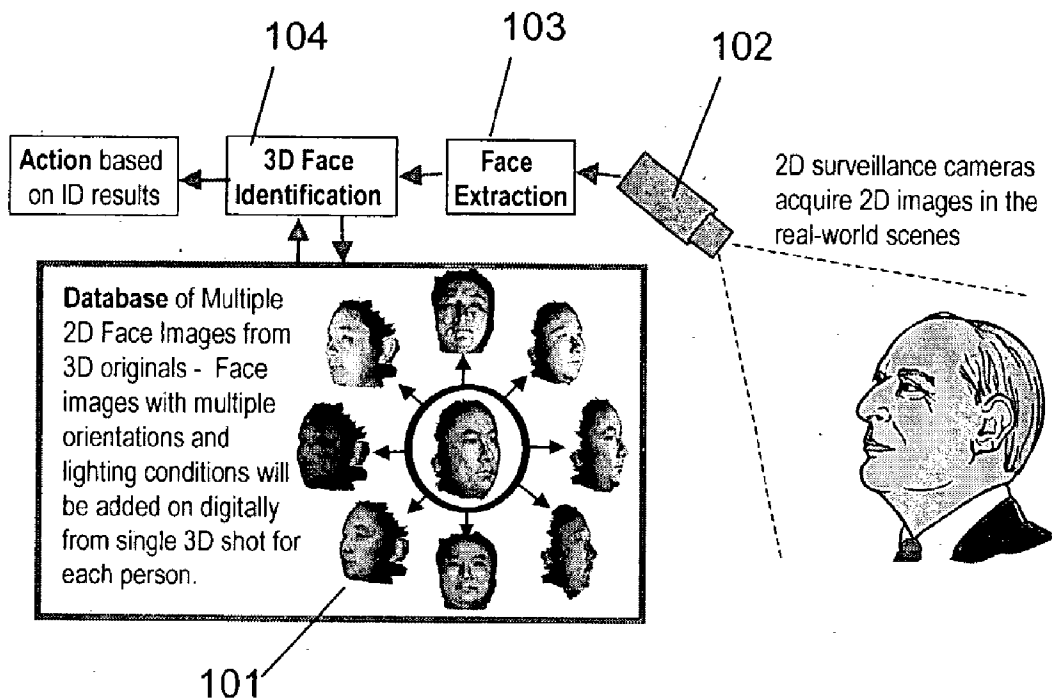 104
103
102
Action based
on ID results
3D Face
Identification
Face
Extraction
2D surveillance cameras
acquire 2D images in the
real-world scenes
Database of Multiple
2D Face Images from
3D originals - Face
images with multiple
orientations and
lighting conditions will
be added on digitally
from single 3D shot for
each person.
101